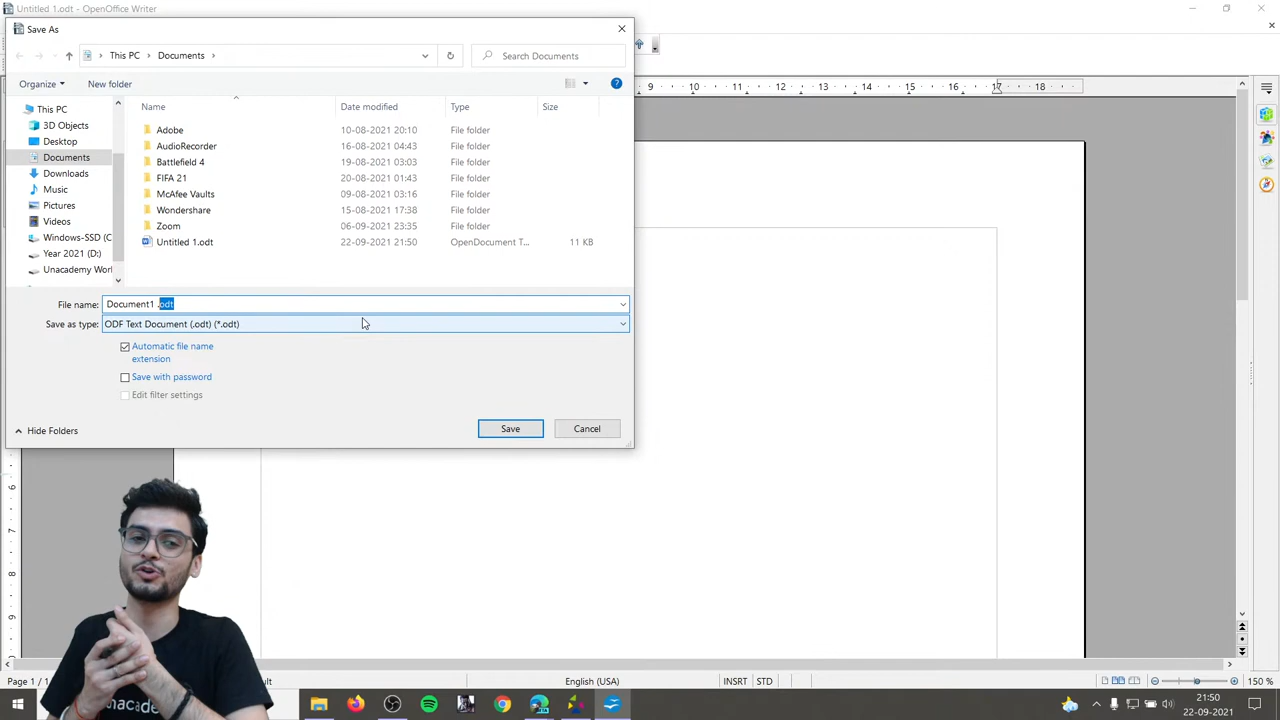 Untitled 1.odt - OpenOffice Writer
Save As
This PC > Documents >
Search Documents
Organize
New folder
Name Date modified Type Size
This PC
3D Objects
Desktop
Documents
Downloads
Music
Pictures
Videos
Windows-SSD (C
Year 2021 (D:)
Unacademy Work
Adobe 10-08-2021 20:10 File folder
AudioRecorder 16-08-2021 04:43 File folder
Battlefield 4 19-08-2021 03:03 File folder
FIFA 21 20-08-2021 01:43 File folder
McAfee Vaults 09-08-2021 03:16 File folder
Wondershare 15-08-2021 17:38 File folder
Zoom 06-09-2021 23:35 File folder
Untitled 1.odt 22-09-2021 21:50 OpenDocument T... 11 KB
File name: Document1 .odt
Save as type: ODF Text Document (.odt) (*.odt)
Automatic file name
extension
Save with password
Edit filter settings
Hide Folders
Save
Cancel
9 10 11 12 13 14 15 16 17 18
6
7
8
9
unacade
Page 1 / 1
ult
English (USA)
INSRT
STD
150 %
21:50
22-09-2021